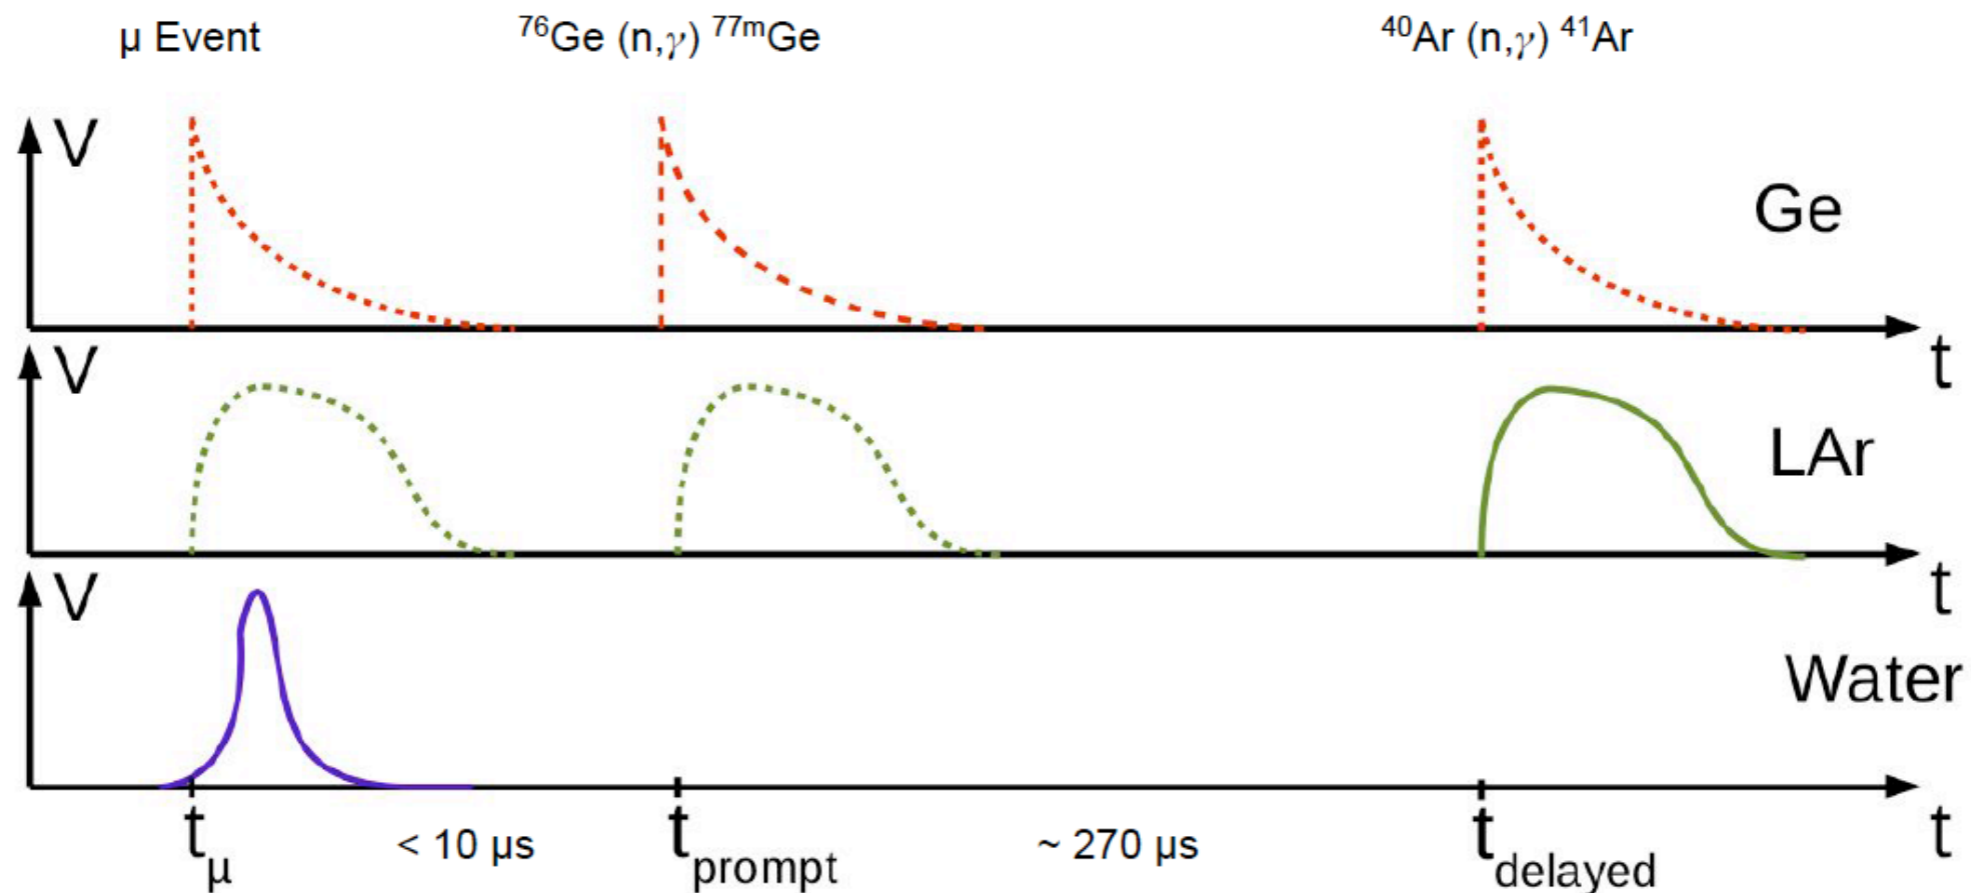 μ Event
⁷⁶Ge (n,γ) ⁷⁷ᵐGe
⁴⁰Ar (n,γ) ⁴¹Ar
V
Ge
t
V
LAr
t
V
Water
t
tμ
< 10 μs
tprompt
~ 270 μs
tdelayed